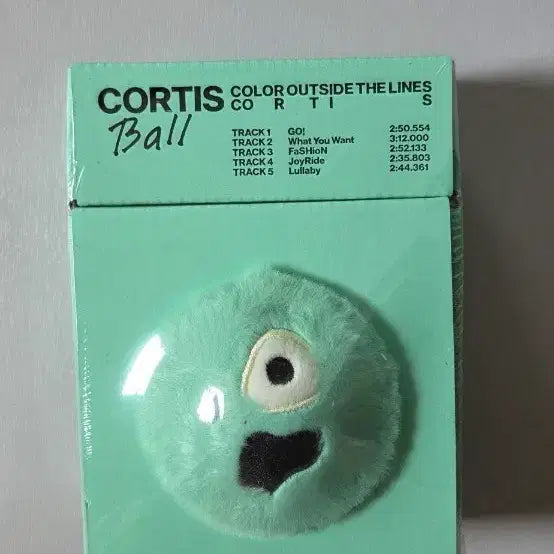 CORTIS COLOR OUTSIDE THE LINES
CO R TI S
Ball
TRACK 1 GO! 2:50.554
TRACK 2 What You Want 3:12.000
TRACK 3 FaSHioN 2:52.133
TRACK 4 JoyRide 2:35.803
TRACK 5 Lullaby 2:44.361